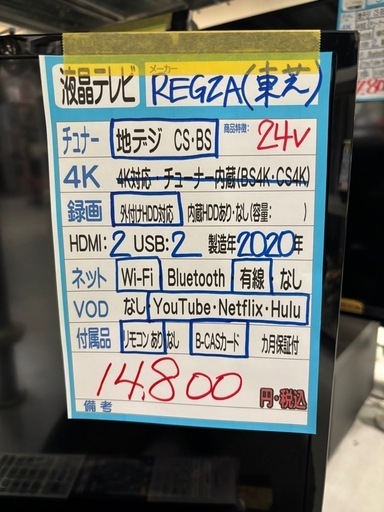 液晶テレビ メーカー REGZA(東芝)
チュナー 地デジ CS・BS 商品特徴: 24V
4K 4K対応・チューナー内蔵(BS4K・CS4K)
録画 外付けHDD対応 内蔵HDDあり・なし(容量: )
HDMI: 2 USB: 2 製造年 2020年
ネット Wi-Fi Bluetooth 有線 なし
VOD なし YouTube・Netflix・Hulu
付属品 リモコン あり なし B-CASカード カ月保証付
14,800 円・税込
備考